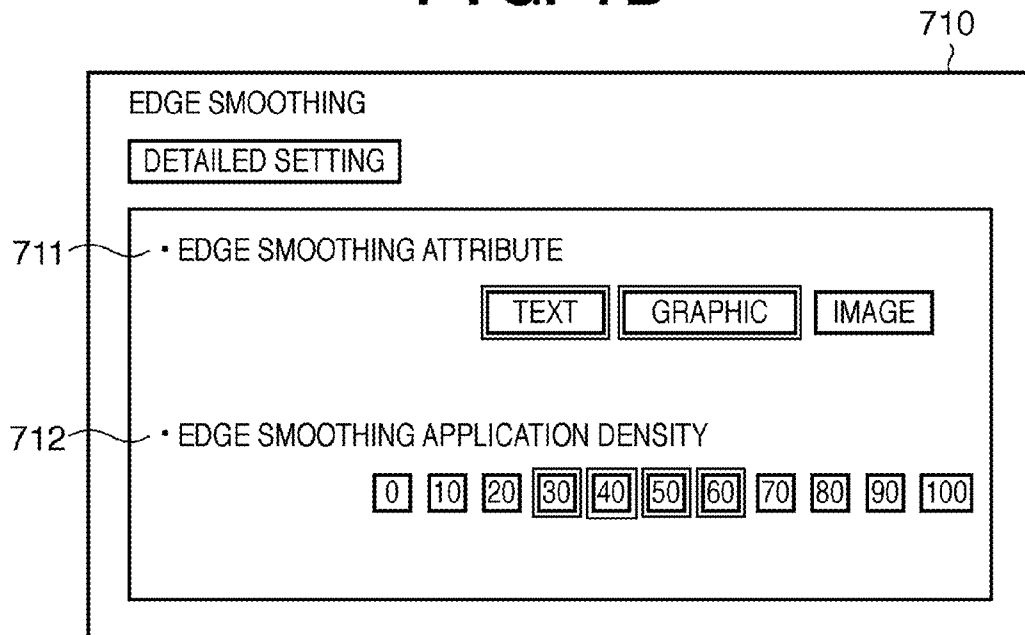 710
EDGE SMOOTHING
DETAILED SETTING
711 • EDGE SMOOTHING ATTRIBUTE
TEXT GRAPHIC IMAGE
712 • EDGE SMOOTHING APPLICATION DENSITY
0 10 20 30 40 50 60 70 80 90 100